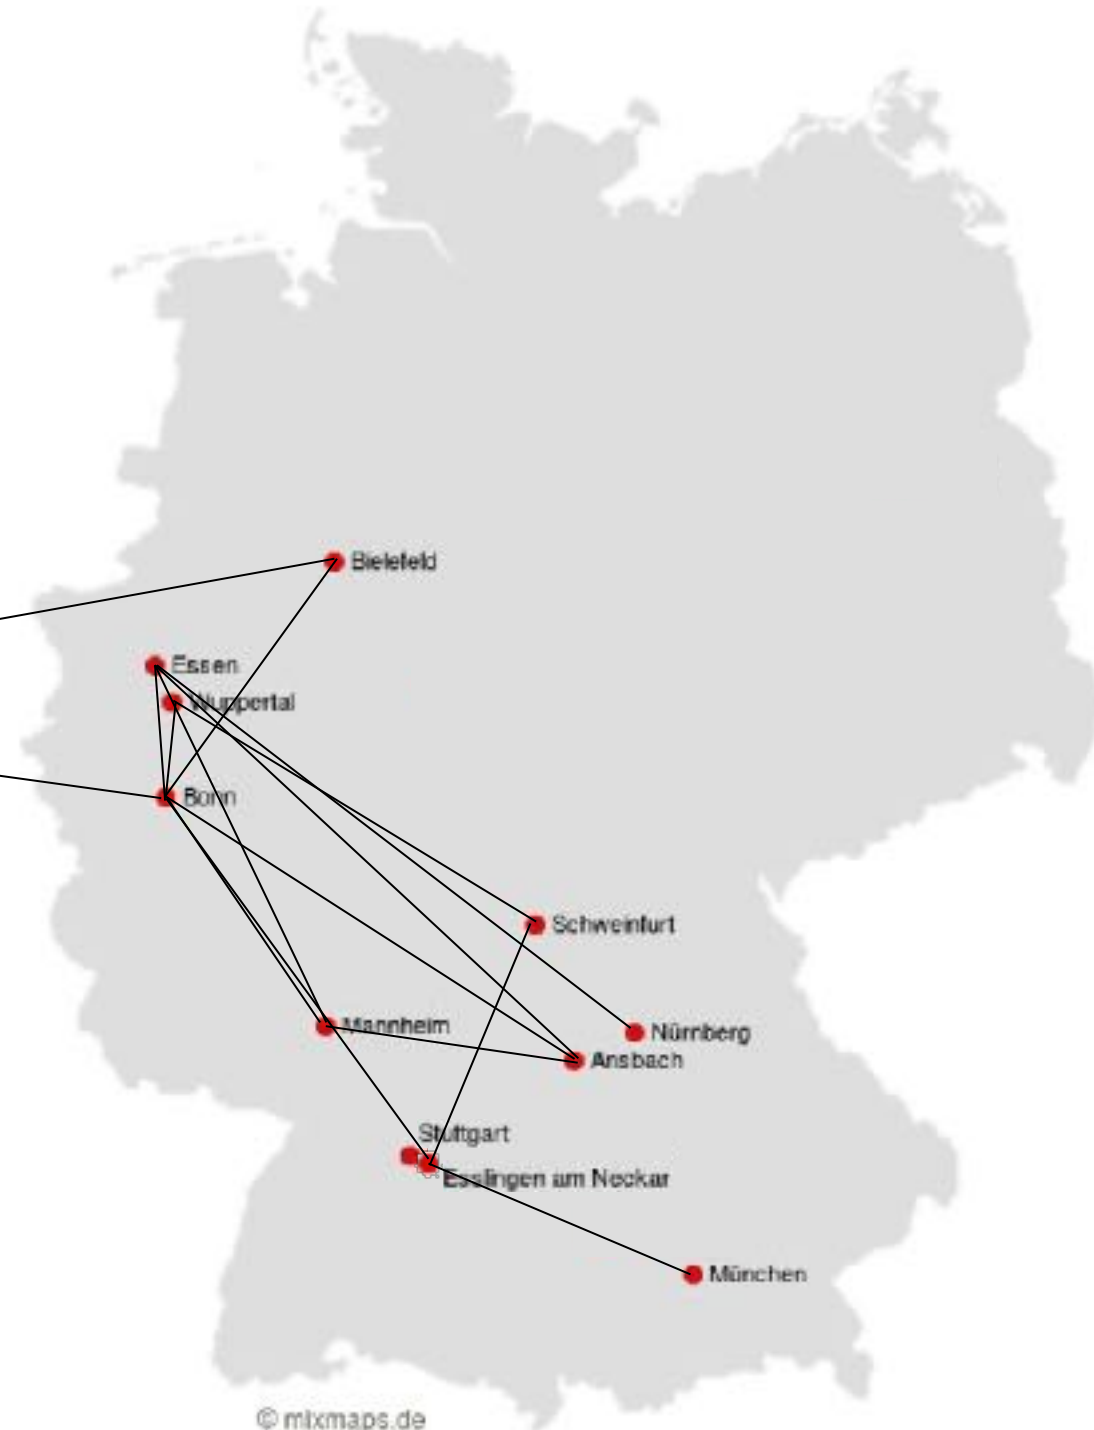 Bielefeld
Essen
Wuppertal
Bonn
Schweinfurt
Mannheim
Nürnberg
Ansbach
Stuttgart
Esslingen am Neckar
München
© mixmaps.de